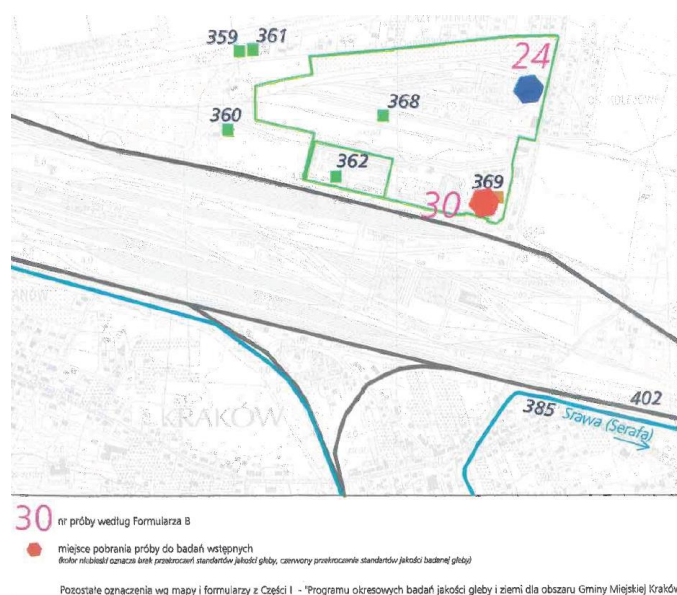 359
361
24
360
368
362
369
30
KRAKÓW
385
402
Srawa (Serafa)
30 nr próby według Formularza B
miejsce pobrania próby do badań wstępnych
(kolor niebieski oznacza brak przekroczeń standartów jakości gleby, czerwony przekroczenie standartów jakości badanej gleby)
Pozostałe oznaczenia wg mapy i formularzy z Części I - "Programu okresowych badań jakości gleby i ziemi dla obszaru Gminy Miejskiej Kraków